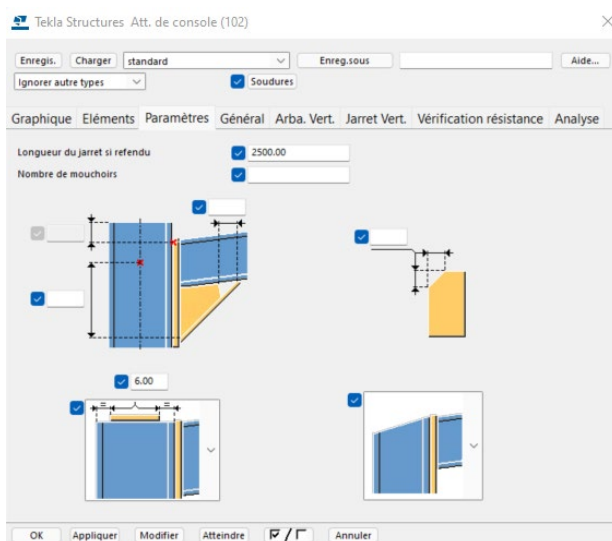 Tekla Structures Att. de console (102)
Enregis. Charger standard Enreg.sous Aide...
Ignorer autre types Soudures
Graphique Eléments Paramètres Général Arba. Vert. Jarret Vert. Vérification résistance Analyse
Longueur du jarret si refendu 2500.00
Nombre de mouchoirs
6.00
= =
OK Appliquer Modifier Atteindre / Annuler